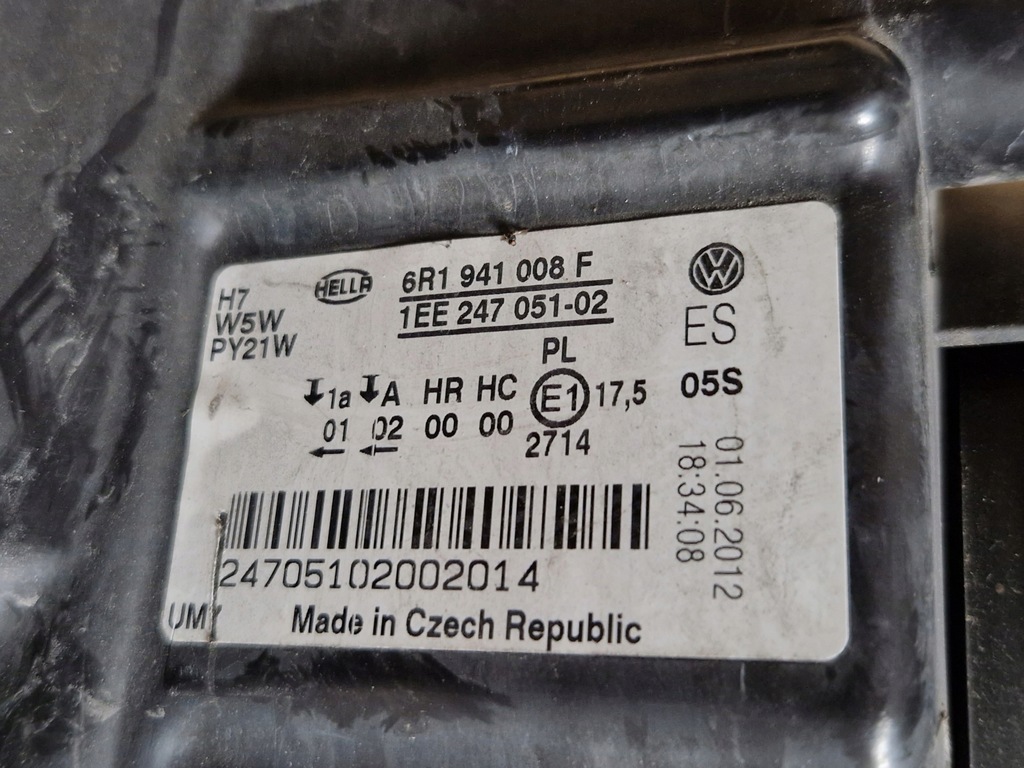 H7
W5W
PY21W
HELLA
6R1 941 008 F
1EE 247 051-02
VW
ES
PL
1a A HR HC E1 17,5 05S
01 02 00 00
2714
01.06.2012
18:34:08
24705102002014
Made in Czech Republic